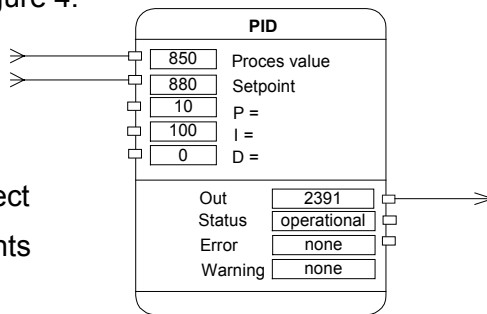 gure 4.
PID
850 Proces value
880 Setpoint
10 P =
100 I =
0 D =
ect
nts
Out 2391
Status operational
Error none
Warning none